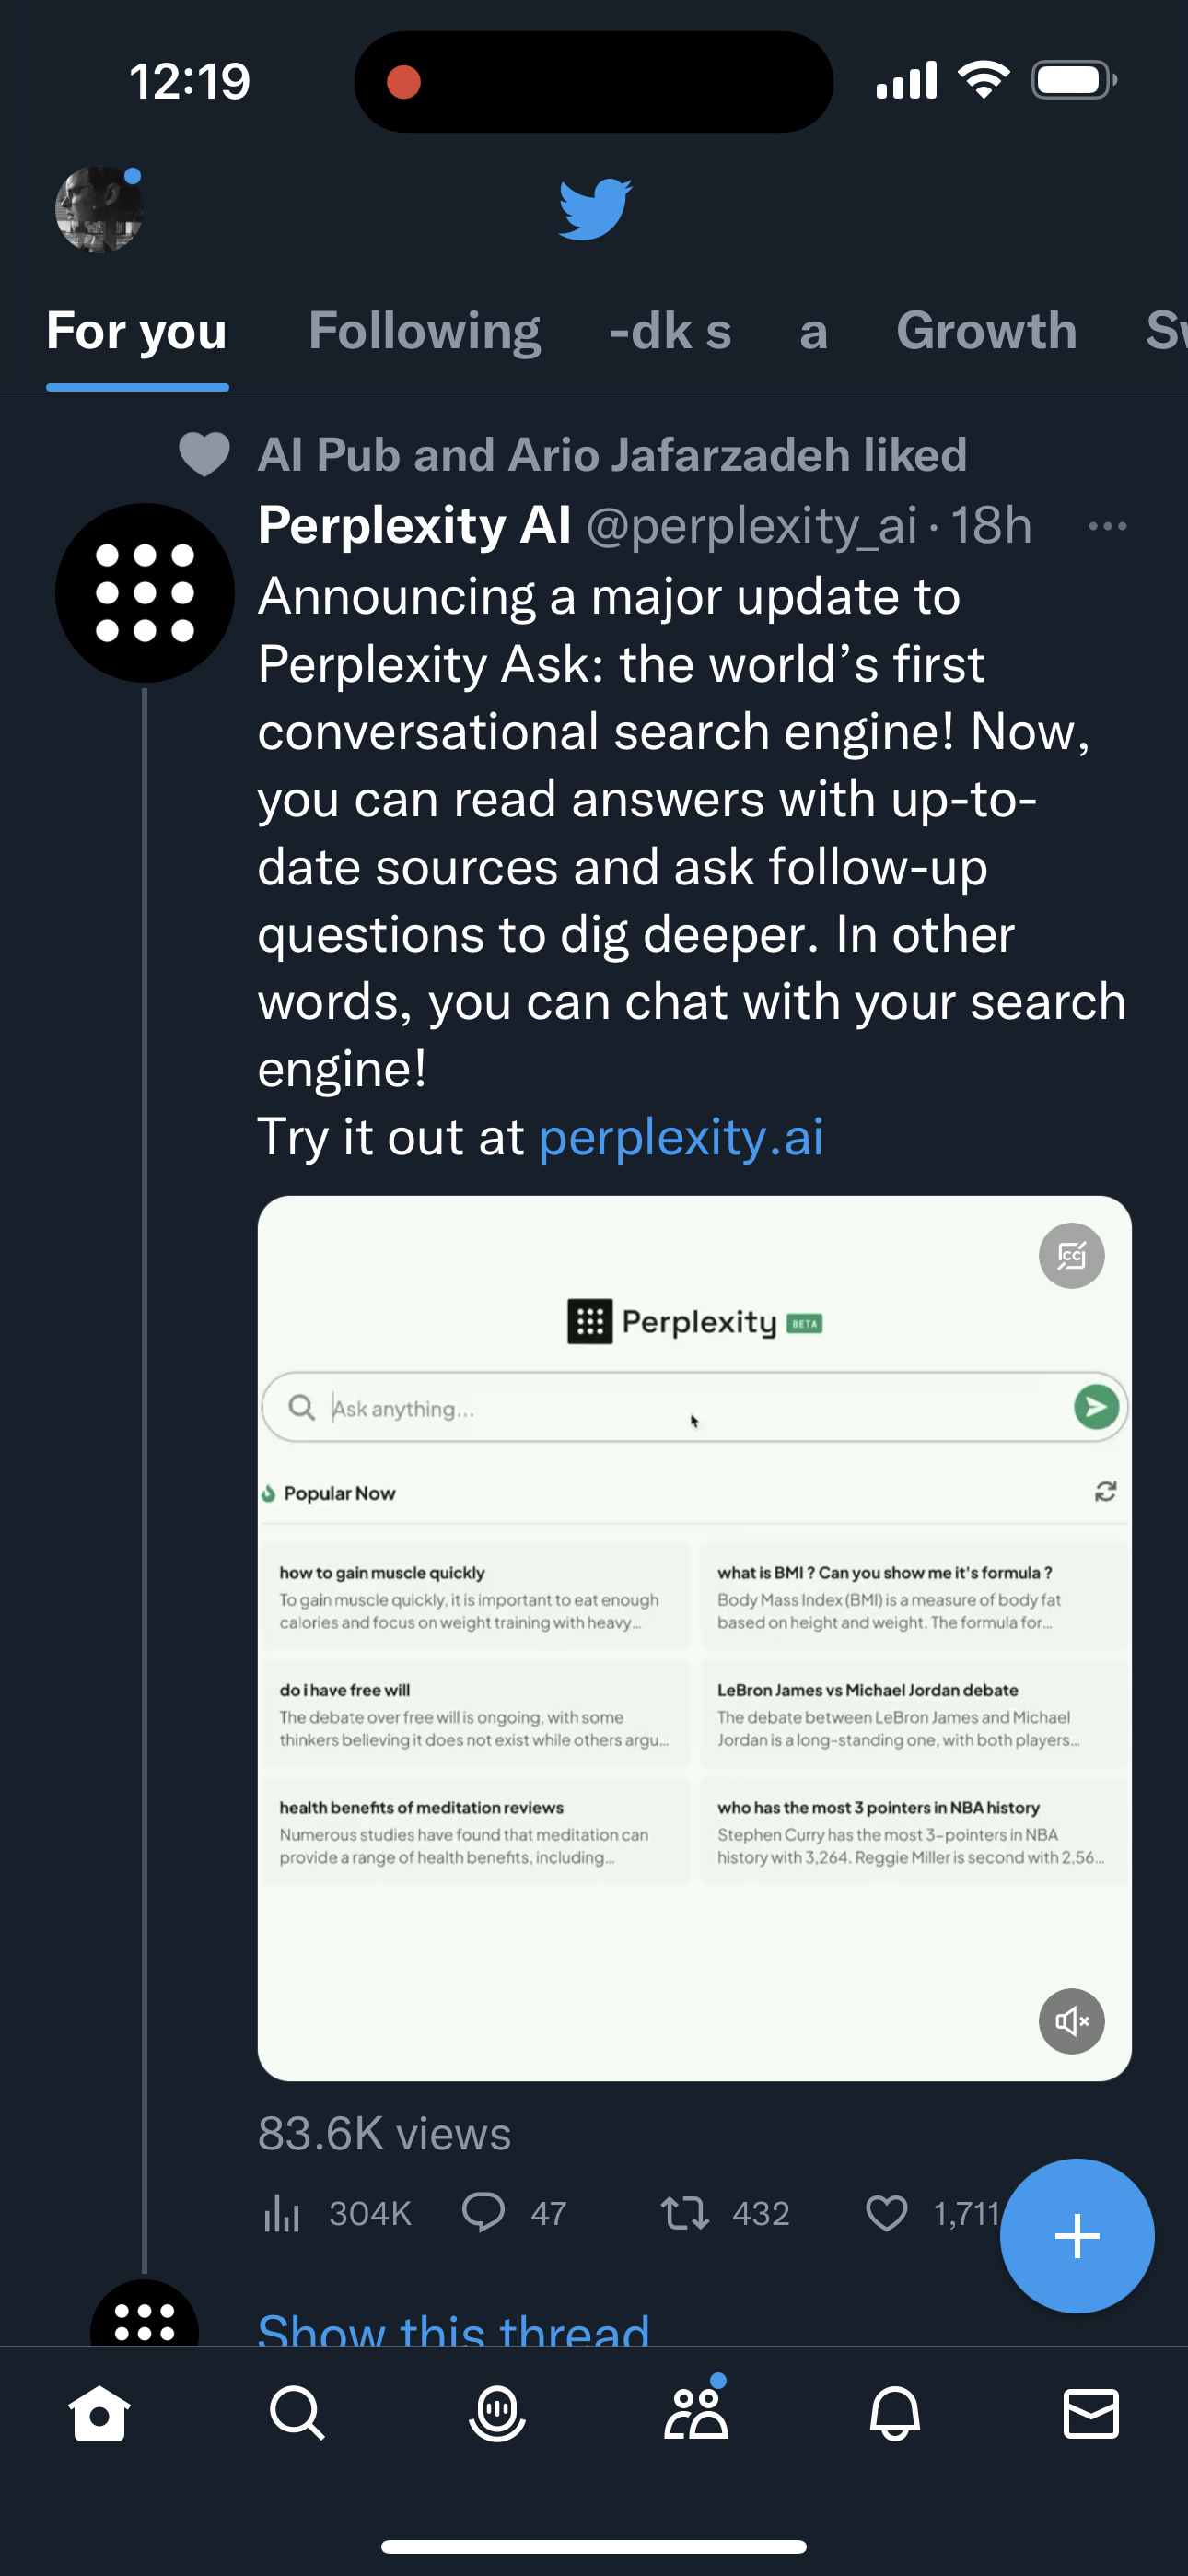 12:19
For you Following -dk s a Growth Sw
AI Pub and Ario Jafarzadeh liked
Perplexity AI @perplexity_ai · 18h
Announcing a major update to
Perplexity Ask: the world’s first
conversational search engine! Now,
you can read answers with up-to-
date sources and ask follow-up
questions to dig deeper. In other
words, you can chat with your search
engine!
Try it out at perplexity.ai
CC
Perplexity BETA
Ask anything...
Popular Now
how to gain muscle quickly
To gain muscle quickly, it is important to eat enough
calories and focus on weight training with heavy...
what is BMI ? Can you show me it's formula ?
Body Mass Index (BMI) is a measure of body fat
based on height and weight. The formula for...
do i have free will
The debate over free will is ongoing, with some
thinkers believing it does not exist while others argu...
LeBron James vs Michael Jordan debate
The debate between LeBron James and Michael
Jordan is a long-standing one, with both players...
health benefits of meditation reviews
Numerous studies have found that meditation can
provide a range of health benefits, including...
who has the most 3 pointers in NBA history
Stephen Curry has the most 3-pointers in NBA
history with 3,264. Reggie Miller is second with 2,56...
83.6K views
304K 47 432 1,711
Show this thread